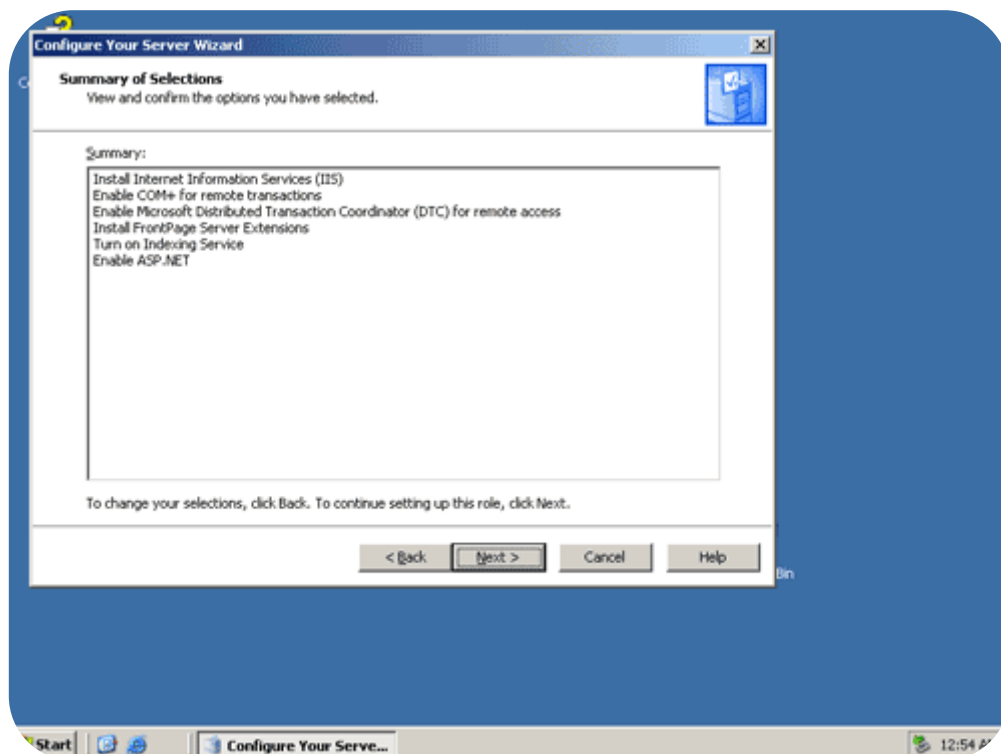 Configure Your Server Wizard
Summary of Selections
View and confirm the options you have selected.
Summary:
Install Internet Information Services (IIS)
Enable COM+ for remote transactions
Enable Microsoft Distributed Transaction Coordinator (DTC) for remote access
Install FrontPage Server Extensions
Turn on Indexing Service
Enable ASP.NET
To change your selections, click Back. To continue setting up this role, click Next.
< Back Next > Cancel Help
Bin
Start Configure Your Serve... 12:54